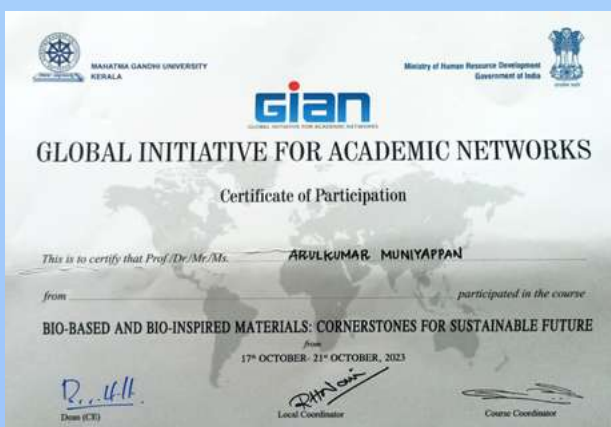 MAHATMA GANDHI UNIVERSITY
KERALA
Ministry of Human Resource Development
Government of India
Gian
GLOBAL INITIATIVE FOR ACADEMIC NETWORKS
GLOBAL INITIATIVE FOR ACADEMIC NETWORKS
Certificate of Participation
This is to certify that Prof./Dr./Mr./Ms. ARULKUMAR MUNIYAPPAN
from participated in the course
BIO-BASED AND BIO-INSPIRED MATERIALS: CORNERSTONES FOR SUSTAINABLE FUTURE
from
17th OCTOBER- 21st OCTOBER, 2023
Dean (CE)
Local Coordinator
Course Coordinator